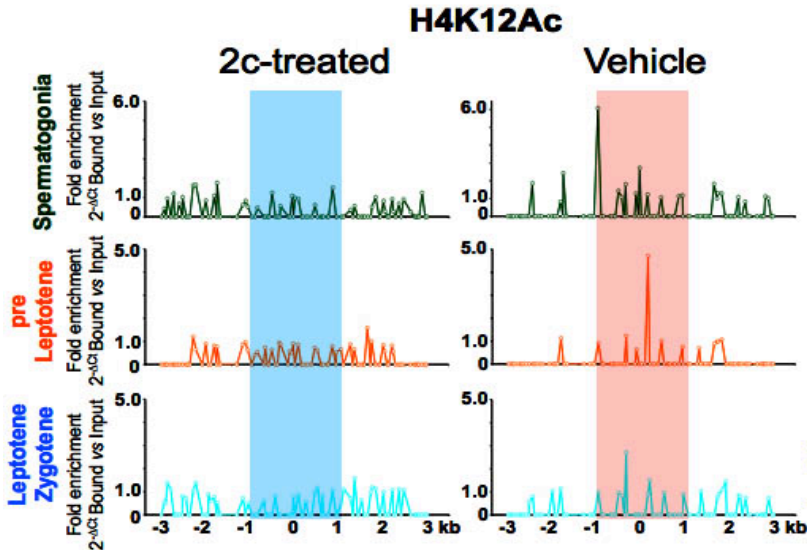 H4K12Ac
2c-treated Vehicle
Spermatogonia
Fold enrichment
2^-ΔCt Bound vs Input
6.0
1.0
0
6.0
1.0
0
pre
Leptotene
Fold enrichment
2^-ΔCt Bound vs Input
5.0
1.0
0
5.0
1.0
0
Leptotene
Zygotene
Fold enrichment
2^-ΔCt Bound vs Input
5.0
1.0
0
5.0
1.0
0
-3 -2 -1 0 1 2 3 kb
-3 -2 -1 0 1 2 3 kb